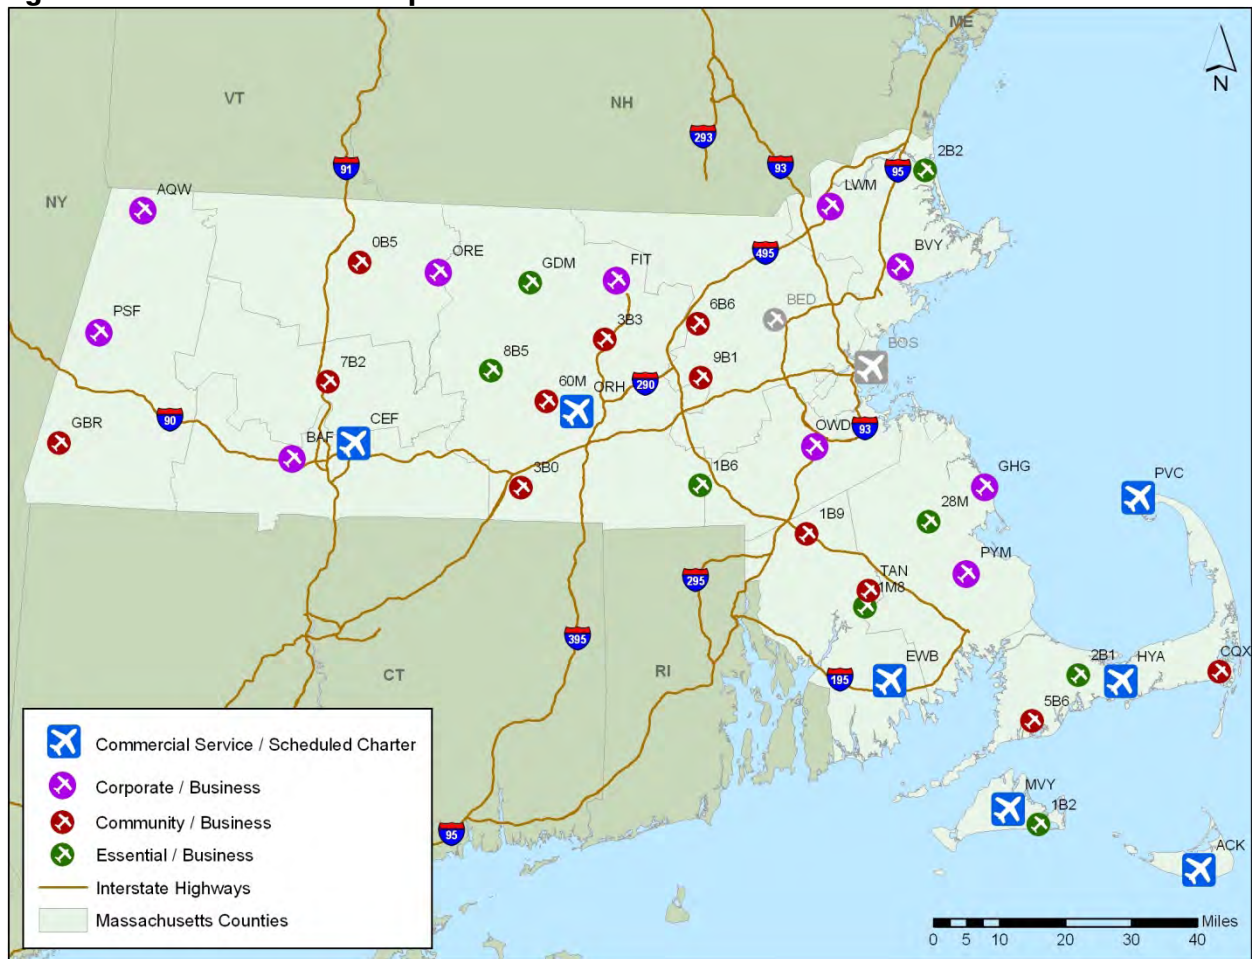 ME
N
VT
NH
293
93
95
2B2
91
LWM
AQW
NY
BVY
0B5
ORE
GDM
FIT
495
PSF
6B6
BED
3B3
BOS
8B5
9B1
7B2
60M
ORH
290
GBR
90
CEF
OWD
93
BAF
3B0
1B6
GHG
PVC
28M
1B9
PYM
295
TAN
1M8
395
CT
RI
EWB
195
2B1
HYA
CQX
5B6
Commercial Service / Scheduled Charter
Corporate / Business
Community / Business
Essential / Business
Interstate Highways
Massachusetts Counties
95
MVY
1B2
ACK
Miles
0 5 10 20 30 40